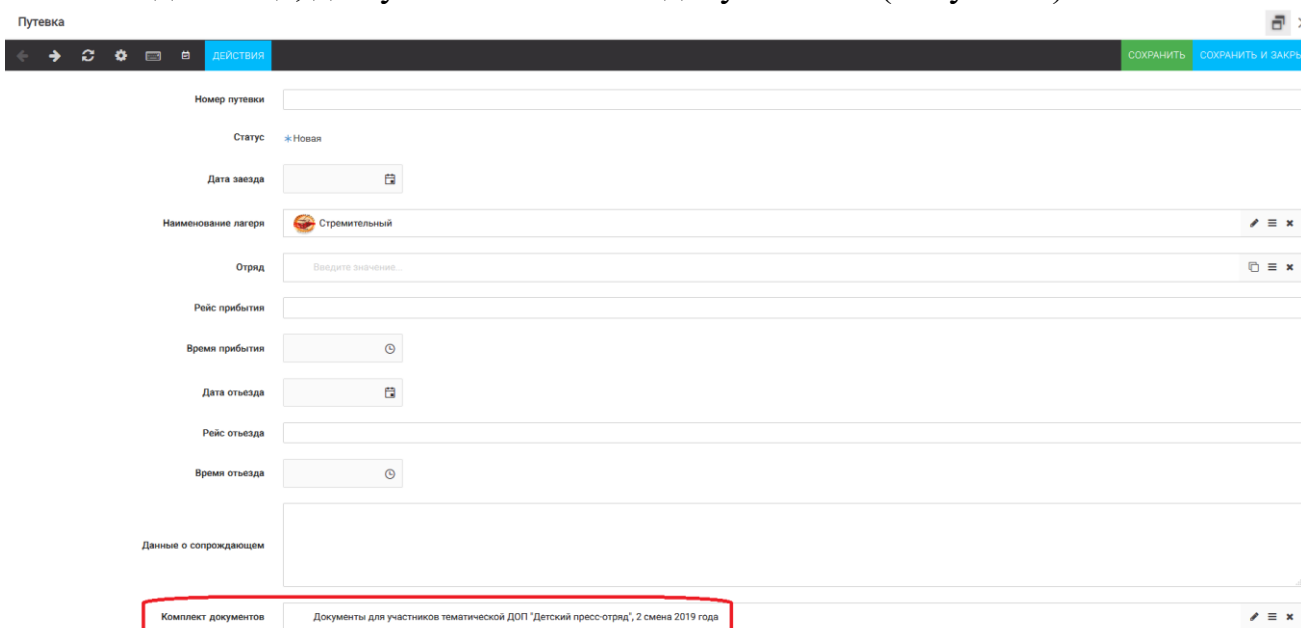 Путевка
ДЕЙСТВИЯ
СОХРАНИТЬ СОХРАНИТЬ И ЗАКРЫ
Номер путевки
Статус Новая
Дата заезда
Наименование лагеря Стремительный
Отряд Введите значение...
Рейс прибытия
Время прибытия
Дата отъезда
Рейс отъезда
Время отъезда
Данные о сопрождающем
Комплект документов Документы для участников тематической ДОП "Детский пресс-отряд", 2 смена 2019 года